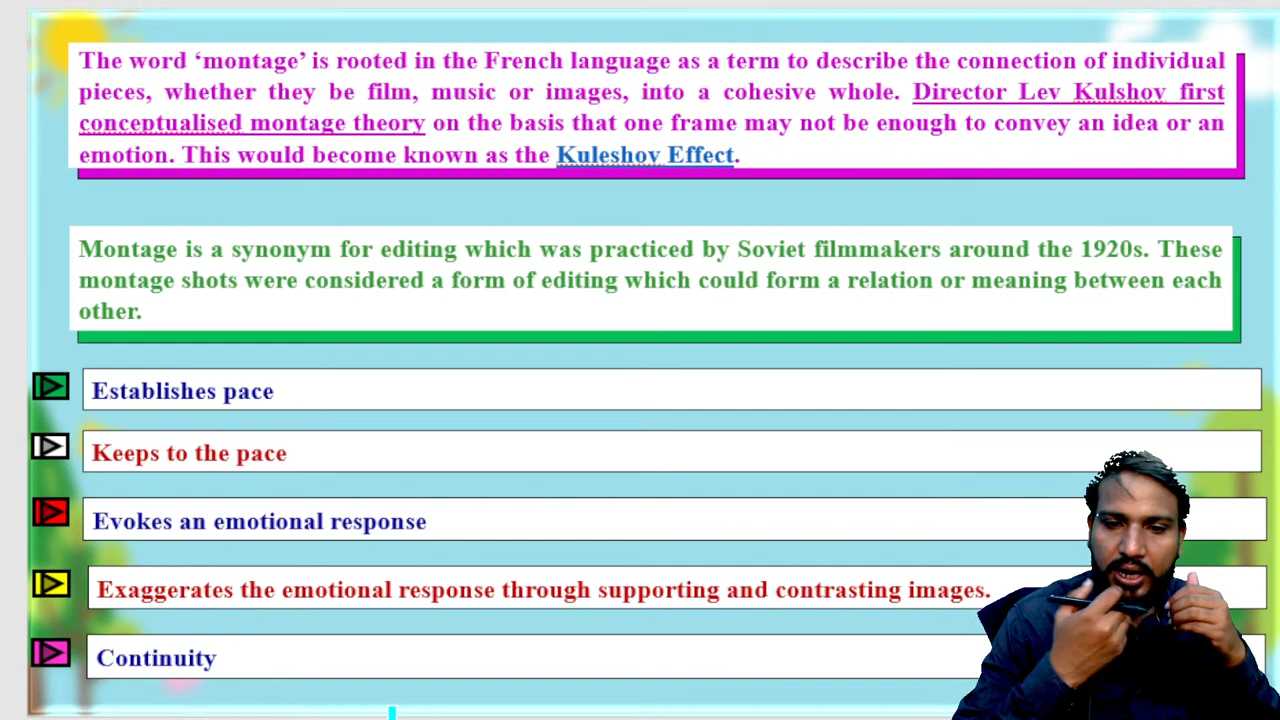 The word ‘montage’ is rooted in the French language as a term to describe the connection of individual
pieces, whether they be film, music or images, into a cohesive whole. Director Lev Kulshov first
conceptualised montage theory on the basis that one frame may not be enough to convey an idea or an
emotion. This would become known as the Kuleshov Effect.
Montage is a synonym for editing which was practiced by Soviet filmmakers around the 1920s. These
montage shots were considered a form of editing which could form a relation or meaning between each
other.
Establishes pace
Keeps to the pace
Evokes an emotional response
Exaggerates the emotional response through supporting and contrasting images.
Continuity